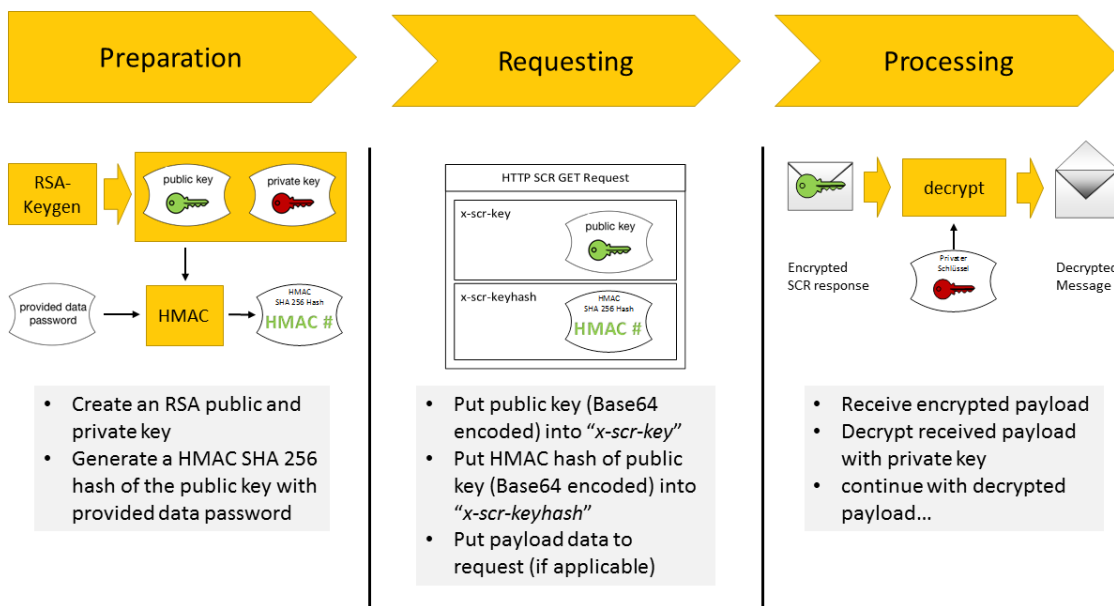 Preparation
Requesting
Processing
RSA-
Keygen
public key
private key
provided data
password
HMAC
HMAC
SHA 256 Hash
HMAC #
• Create an RSA public and
private key
• Generate a HMAC SHA 256
hash of the public key with
provided data password
HTTP SCR GET Request
x-scr-key
public key
x-scr-keyhash
HMAC
SHA 256 Hash
HMAC #
• Put public key (Base64
encoded) into “x-scr-key”
• Put HMAC hash of public
key (Base64 encoded) into
“x-scr-keyhash”
• Put payload data to
request (if applicable)
decrypt
Encrypted
SCR response
Privater
Schlüssel
Decrypted
Message
• Receive encrypted payload
• Decrypt received payload
with private key
• continue with decrypted
payload...